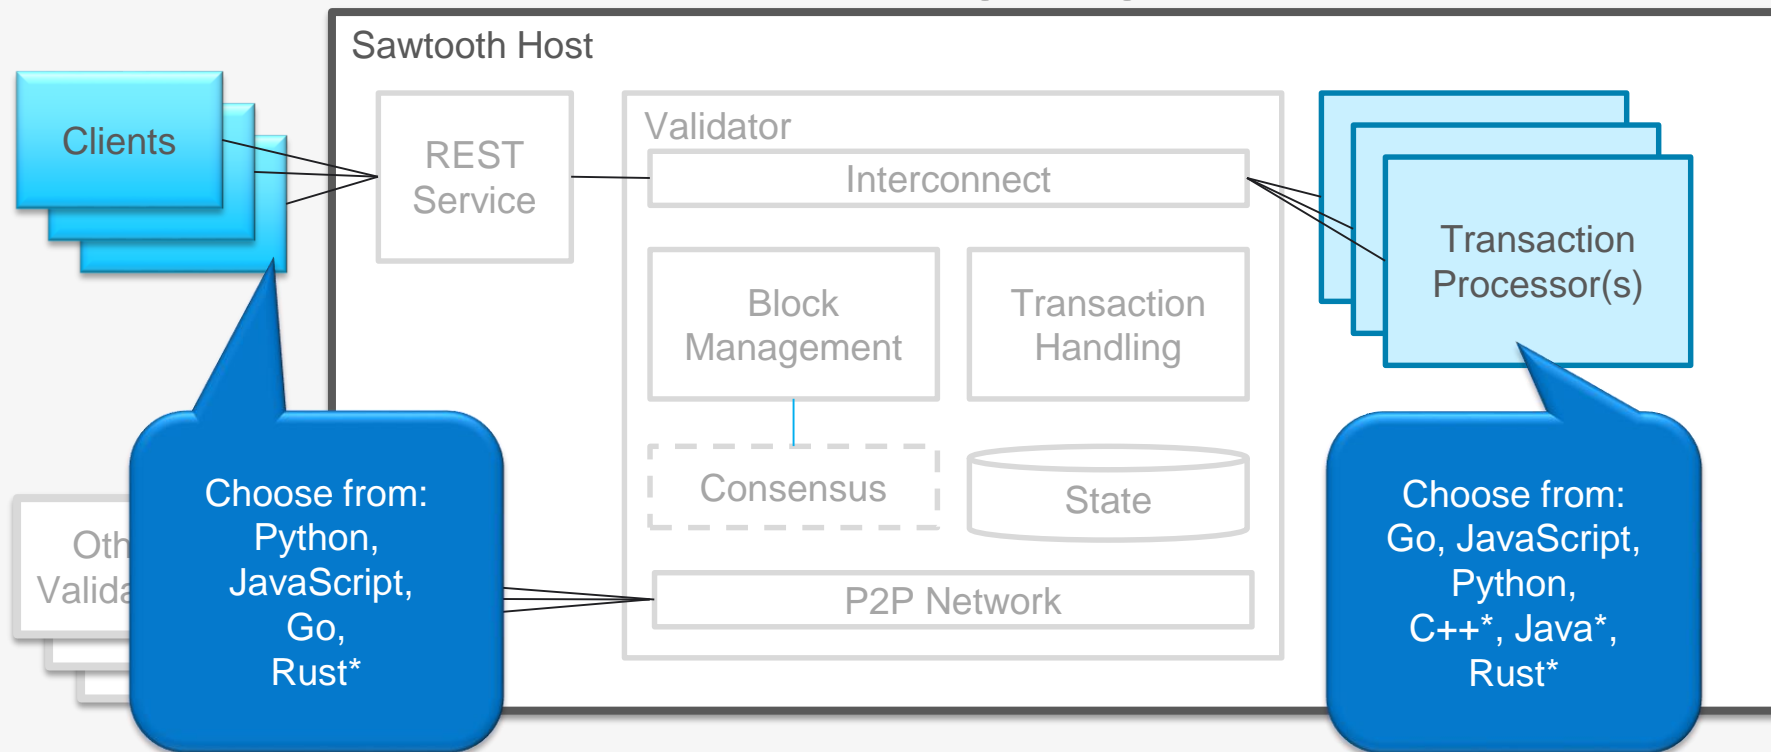 Sawtooth Host
Clients
REST
Service
Validator
Interconnect
Transaction
Processor(s)
Block
Management
Transaction
Handling
Consensus
State
P2P Network
Choose from:
Python,
JavaScript,
Go,
Rust*
Choose from:
Go, JavaScript,
Python,
C++*, Java*,
Rust*